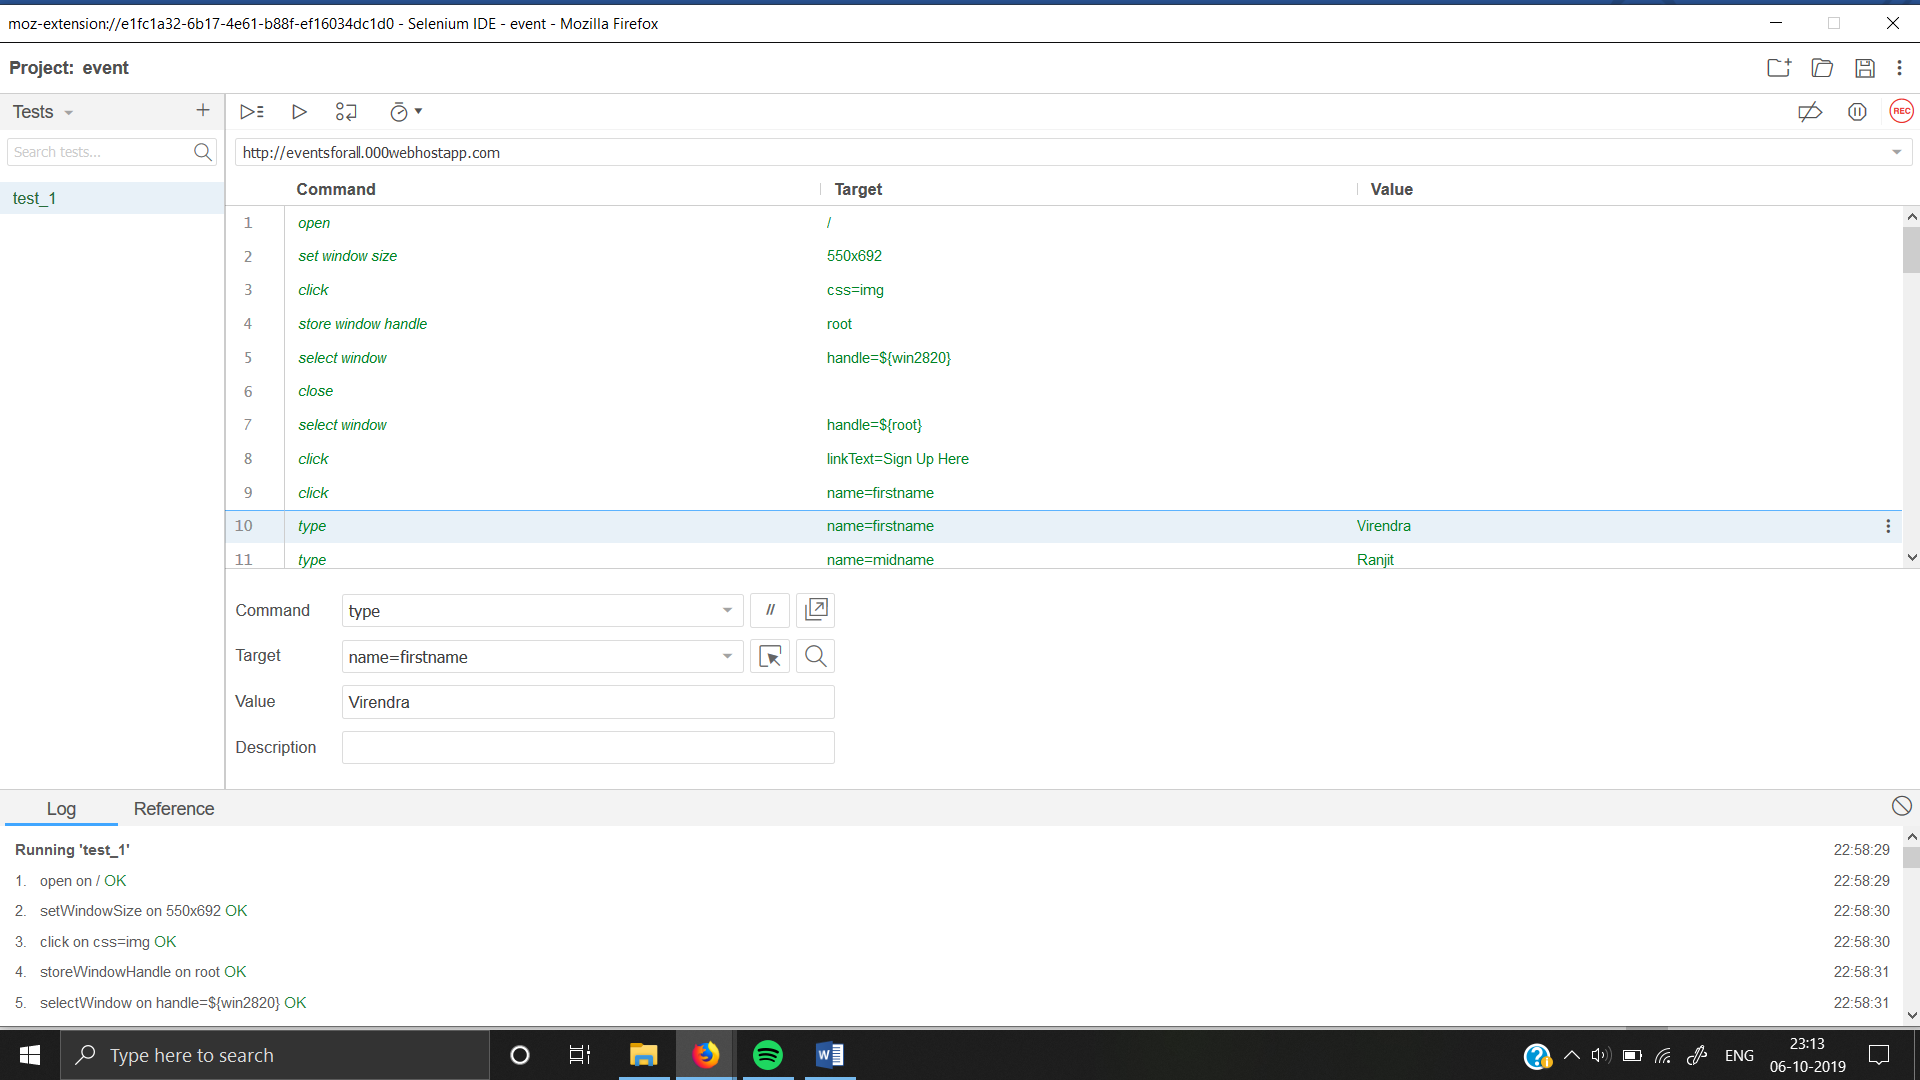 moz-extension://e1fc1a32-6b17-4e61-b88f-ef16034dc1d0 - Selenium IDE - event - Mozilla Firefox
Project: event
Tests
Search tests...
test_1
REC
http://eventsforall.000webhostapp.com
Command Target Value
1 open /
2 set window size 550x692
3 click css=img
4 store window handle root
5 select window handle=${win2820}
6 close
7 select window handle=${root}
8 click linkText=Sign Up Here
9 click name=firstname
10 type name=firstname Virendra
11 type name=midname Ranjit
Command type //
Target name=firstname
Value Virendra
Description
Log Reference
Running 'test_1' 22:58:29
1. open on / OK 22:58:29
2. setWindowSize on 550x692 OK 22:58:30
3. click on css=img OK 22:58:30
4. storeWindowHandle on root OK 22:58:31
5. selectWindow on handle=${win2820} OK 22:58:31
Type here to search
ENG
23:13
06-10-2019